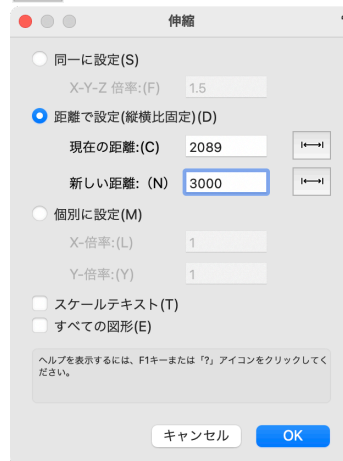 伸縮
同一に設定(S)
X-Y-Z 倍率:(F) 1.5
距離で設定(縦横比固定)(D)
現在の距離:(C) 2089
新しい距離:（N） 3000
個別に設定(M)
X-倍率:(L) 1
Y-倍率:(Y) 1
スケールテキスト(T)
すべての図形(E)
ヘルプを表示するには、F1キーまたは「?」アイコンをクリックしてく
ださい。
キャンセル OK